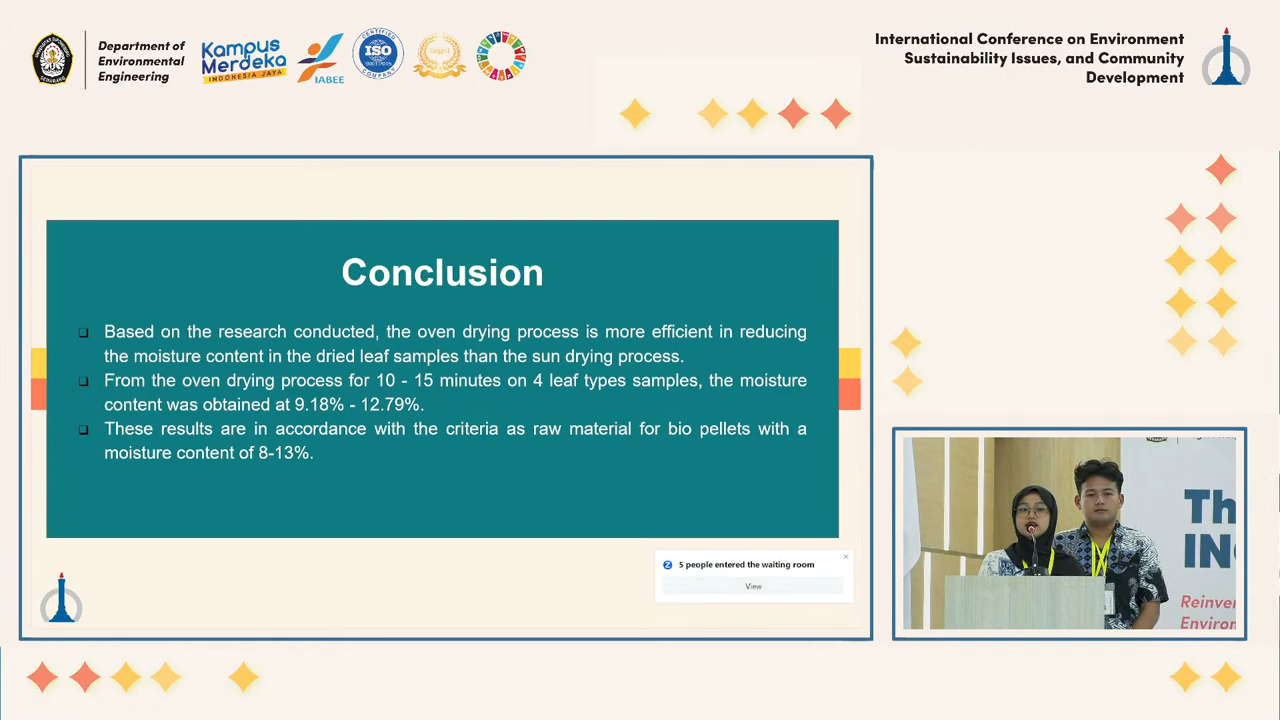 Department of
Environmental
Engineering
Kampus
Merdeka
INDONESIA JAYA
IABEE
CERTIFIED
ISO
COMPANY
International Conference on Environment
Sustainability Issues, and Community
Development
Conclusion
❑ Based on the research conducted, the oven drying process is more efficient in reducing
the moisture content in the dried leaf samples than the sun drying process.
❑ From the oven drying process for 10 - 15 minutes on 4 leaf types samples, the moisture
content was obtained at 9.18% - 12.79%.
❑ These results are in accordance with the criteria as raw material for bio pellets with a
moisture content of 8-13%.
5 people entered the waiting room
View
Th
IN
Reinve
Environ